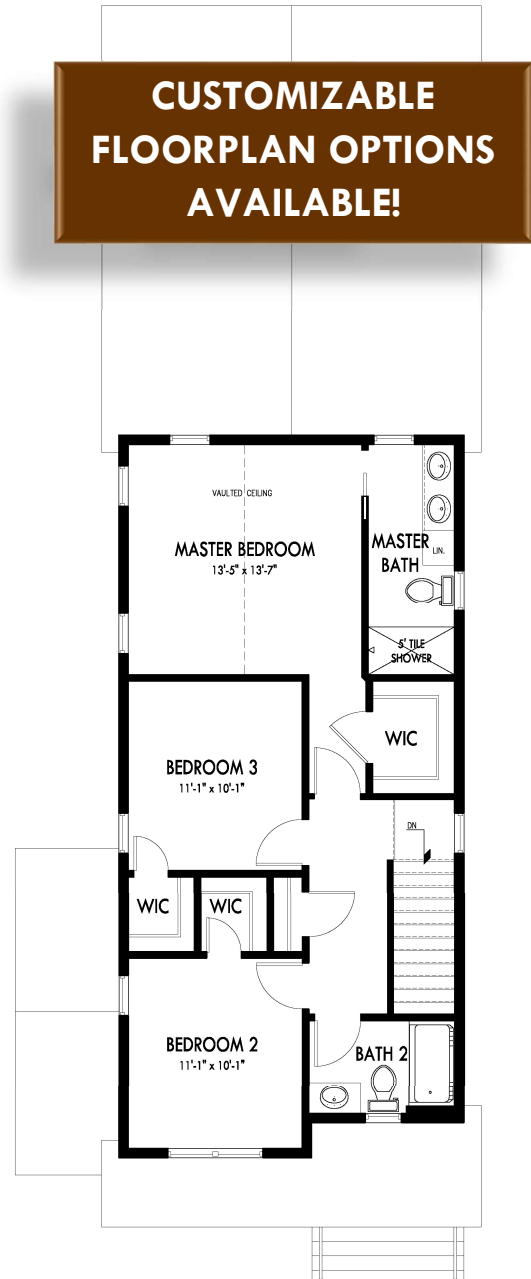 CUSTOMIZABLE
FLOORPLAN OPTIONS
AVAILABLE!
VAULTED CEILING
MASTER BEDROOM
13'-5" x 13'-7"
MASTER
BATH
LIN.
5' TILE
SHOWER
WIC
BEDROOM 3
11'-1" x 10'-1"
DN
WIC
WIC
BEDROOM 2
11'-1" x 10'-1"
BATH 2